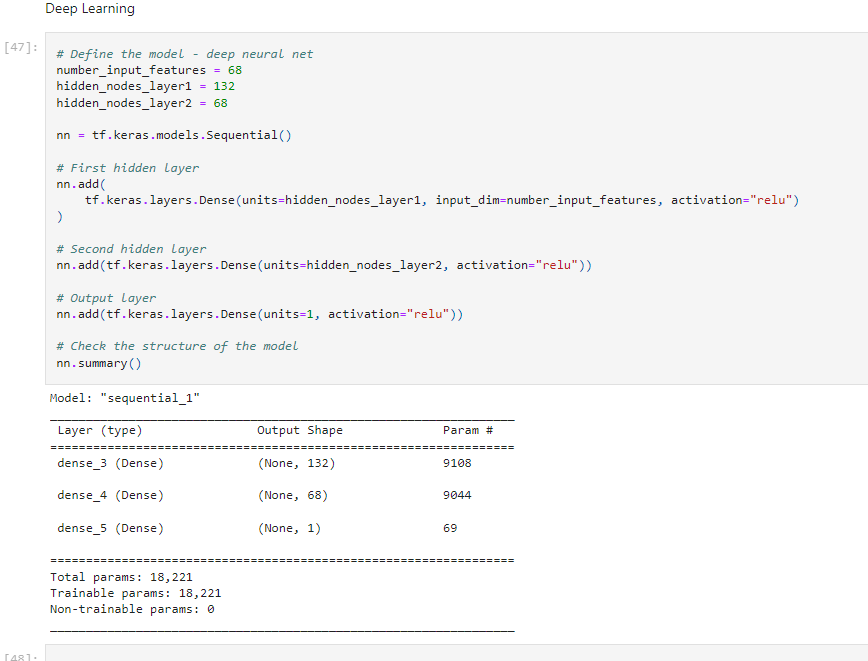 Deep Learning
[47]:
# Define the model - deep neural net
number_input_features = 68
hidden_nodes_layer1 = 132
hidden_nodes_layer2 = 68
nn = tf.keras.models.Sequential()
# First hidden layer
nn.add(
    tf.keras.layers.Dense(units=hidden_nodes_layer1, input_dim=number_input_features, activation="relu")
)
# Second hidden layer
nn.add(tf.keras.layers.Dense(units=hidden_nodes_layer2, activation="relu"))
# Output layer
nn.add(tf.keras.layers.Dense(units=1, activation="relu"))
# Check the structure of the model
nn.summary()
Model: "sequential_1"
_________________________________________________________________
Layer (type) Output Shape Param #
=================================================================
dense_3 (Dense) (None, 132) 9108
dense_4 (Dense) (None, 68) 9044
dense_5 (Dense) (None, 1) 69
=================================================================
Total params: 18,221
Trainable params: 18,221
Non-trainable params: 0
_________________________________________________________________
[48]: